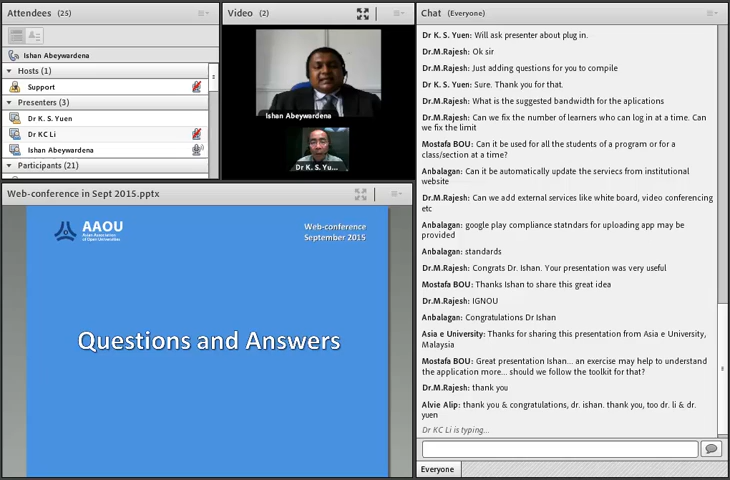 Attendees (25)
Ishan Abeywardena
Hosts (1)
Support
Presenters (3)
Dr K. S. Yuen
Dr KC Li
Ishan Abeywardena
Participants (21)
Video (2)
Ishan Abeywardena
Dr K. S. Yu...
Web-conference in Sept 2015.pptx
AAOU
Asian Association
of Open Universities
Web-conference
September 2015
Questions and Answers
Chat (Everyone)
Dr K. S. Yuen: Will ask presenter about plug in.
Dr.M.Rajesh: Ok sir
Dr.M.Rajesh: Just adding questions for you to compile
Dr K. S. Yuen: Sure. Thank you for that.
Dr.M.Rajesh: What is the suggested bandwidth for the aplications
Dr.M.Rajesh: Can we fix the number of learners who can log in at a time. Can
we fix the limit
Mostafa BOU: Can it be used for all the students of a program or for a
class/section at a time?
Anbalagan: Can it be automatically update the serviecs from institutional
website
Dr.M.Rajesh: Can we add external services like white board, video conferencing
etc
Anbalagan: google play compliance statndars for uploading app may be
provided
Anbalagan: standards
Dr.M.Rajesh: Congrats Dr. Ishan. Your presentation was very useful
Mostafa BOU: Thanks Ishan to share this great idea
Dr.M.Rajesh: IGNOU
Anbalagan: Congratulations Dr Ishan
Asia e University: Thanks for sharing this presentation from Asia e University,
Malaysia
Mostafa BOU: Great presentation Ishan... an exercise may help to understand
the application more... should we follow the toolkit for that?
Dr.M.Rajesh: thank you
Alvie Alip: thank you & congratulations, dr. ishan. thank you, too dr. li & dr.
yuen
Dr KC Li is typing...
Everyone